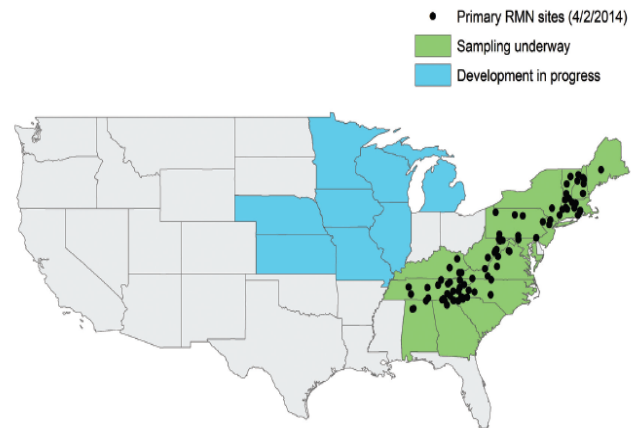 Primary RMN sites (4/2/2014)
Sampling underway
Development in progress